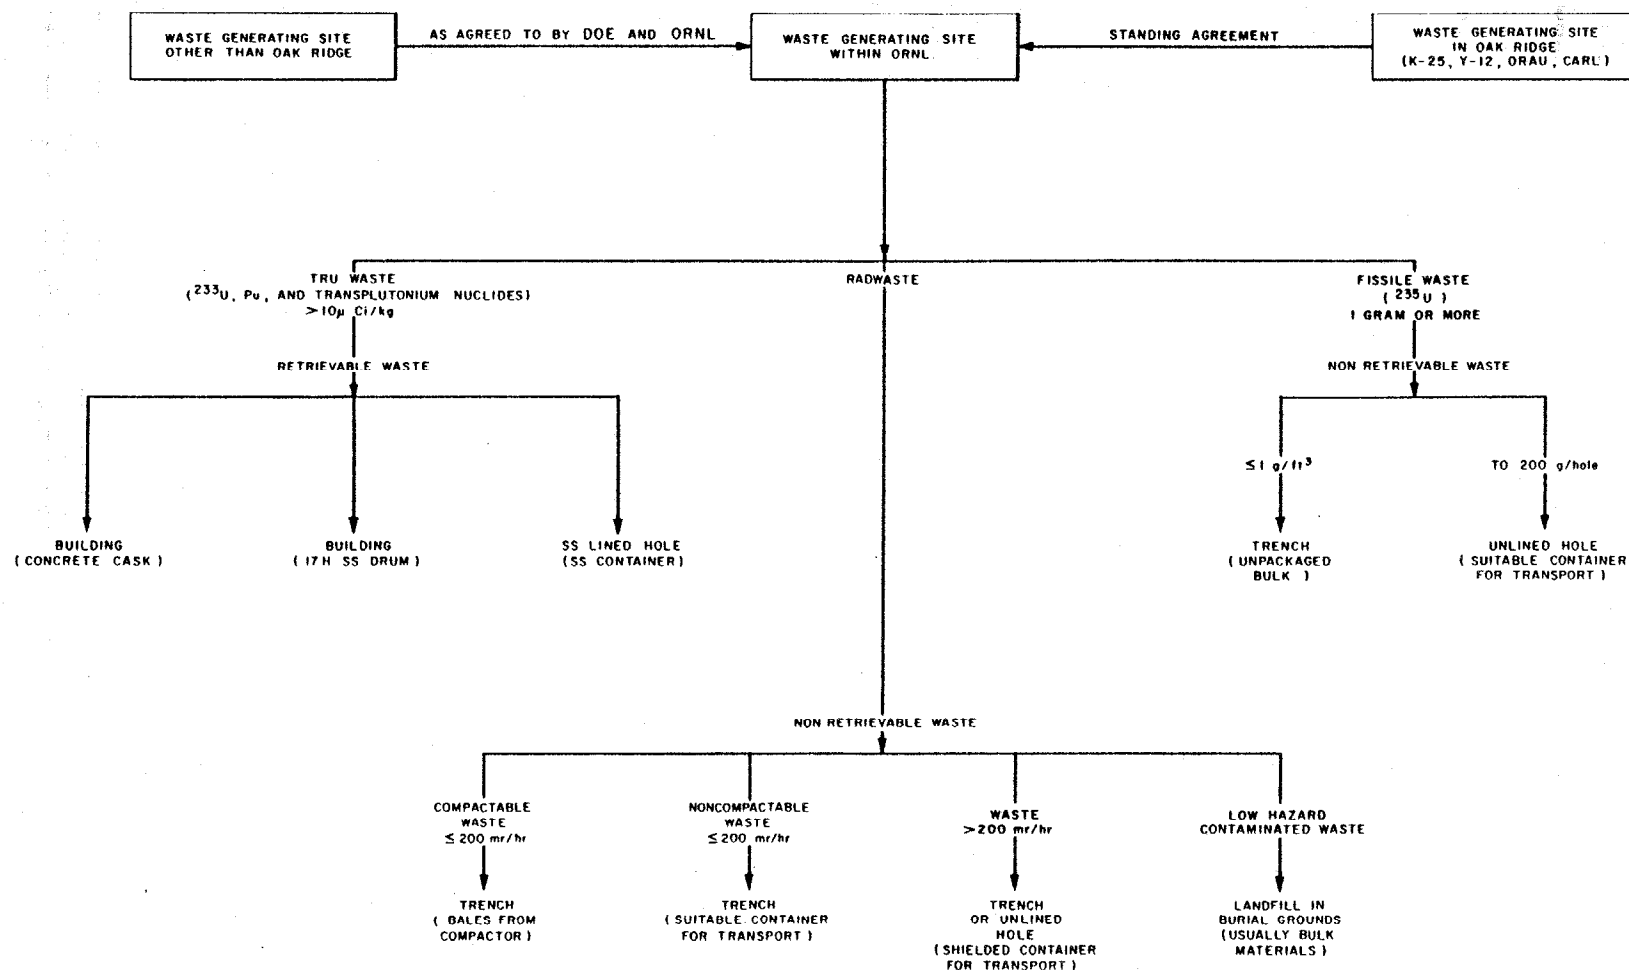 WASTE GENERATING SITE
OTHER THAN OAK RIDGE
AS AGREED TO BY DOE AND ORNL
WASTE GENERATING SITE
WITHIN ORNL
STANDING AGREEMENT
WASTE GENERATING SITE
IN OAK RIDGE
(K-25, Y-12, ORAU, CARL)
TRU WASTE
(²³³U, Pu, AND TRANSPLUTONIUM NUCLIDES)
>10μ Ci/kg
RETRIEVABLE WASTE
RADWASTE
FISSILE WASTE
(²³⁵U)
1 GRAM OR MORE
NON RETRIEVABLE WASTE
≤1 g/ft³
TO 200 g/hole
BUILDING
(CONCRETE CASK)
BUILDING
(17H SS DRUM)
SS LINED HOLE
(SS CONTAINER)
TRENCH
(UNPACKAGED
BULK)
UNLINED HOLE
(SUITABLE CONTAINER
FOR TRANSPORT)
NON RETRIEVABLE WASTE
COMPACTABLE
WASTE
≤200 mr/hr
NONCOMPACTABLE
WASTE
≤200 mr/hr
WASTE
>200 mr/hr
LOW HAZARD
CONTAMINATED WASTE
TRENCH
(BALES FROM
COMPACTOR)
TRENCH
(SUITABLE CONTAINER
FOR TRANSPORT)
TRENCH
OR UNLINED
HOLE
(SHIELDED CONTAINER
FOR TRANSPORT)
LANDFILL IN
BURIAL GROUNDS
(USUALLY BULK
MATERIALS)